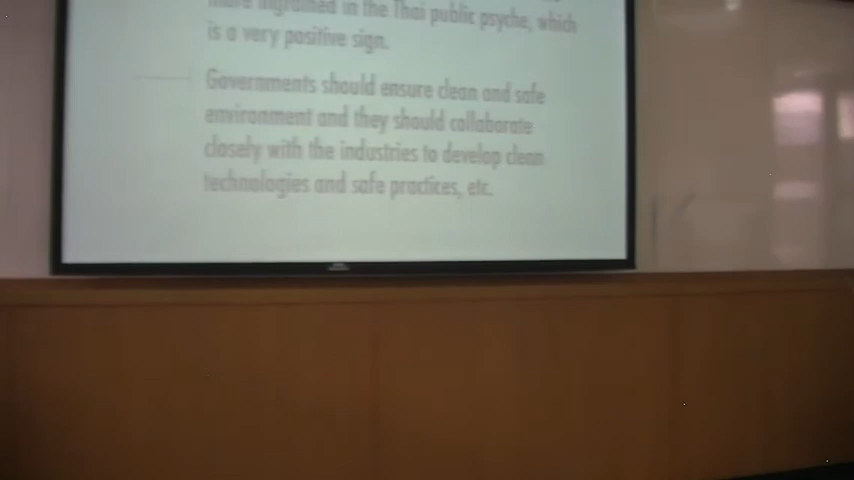 more ingrained in the Thai public psyche, which
is a very positive sign.
Governments should ensure clean and safe
environment and they should collaborate
closely with the industries to develop clean
technologies and safe practices, etc.